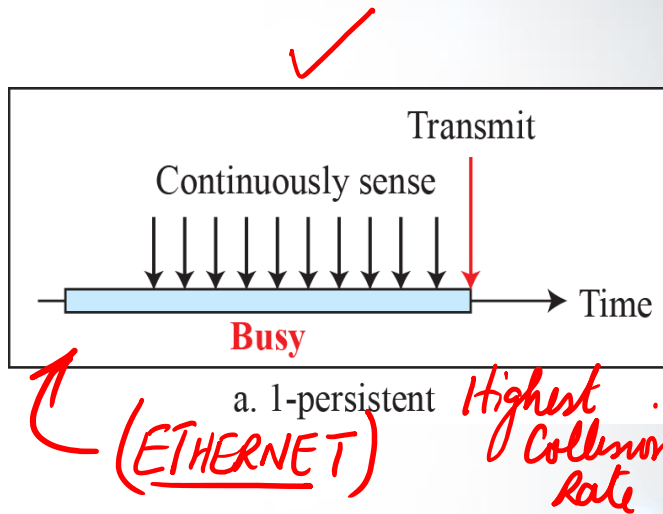 Transmit
Continuously sense
Time
Busy
a. 1-persistent
Highest
Collision
Rate
(ETHERNET)